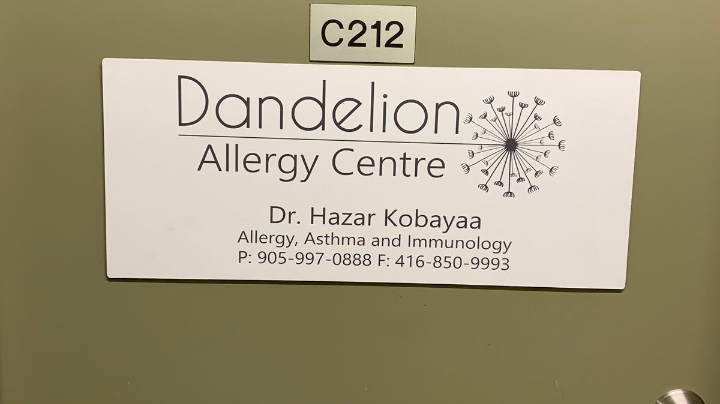 C212
Dandelion
Allergy Centre
Dr. Hazar Kobayaa
Allergy, Asthma and Immunology
P: 905-997-0888 F: 416-850-9993